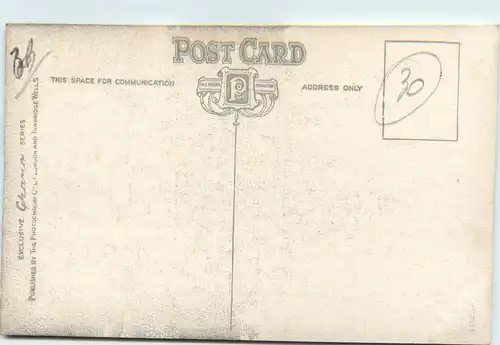 POST CARD
THIS SPACE FOR COMMUNICATION
ADDRESS ONLY
30
EXCLUSIVE Grano SERIES
PUBLISHED BY THE PHOTOCHROM CO. LTD LONDON AND TUNBRIDGE WELLS